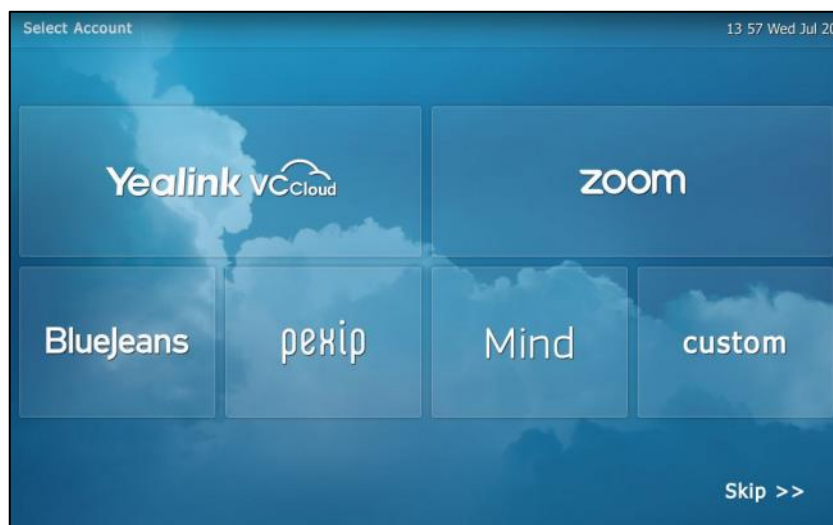 Select Account
13 57 Wed Jul 20
Yealink VCCloud
zoom
BlueJeans
pexip
Mind
custom
Skip >>